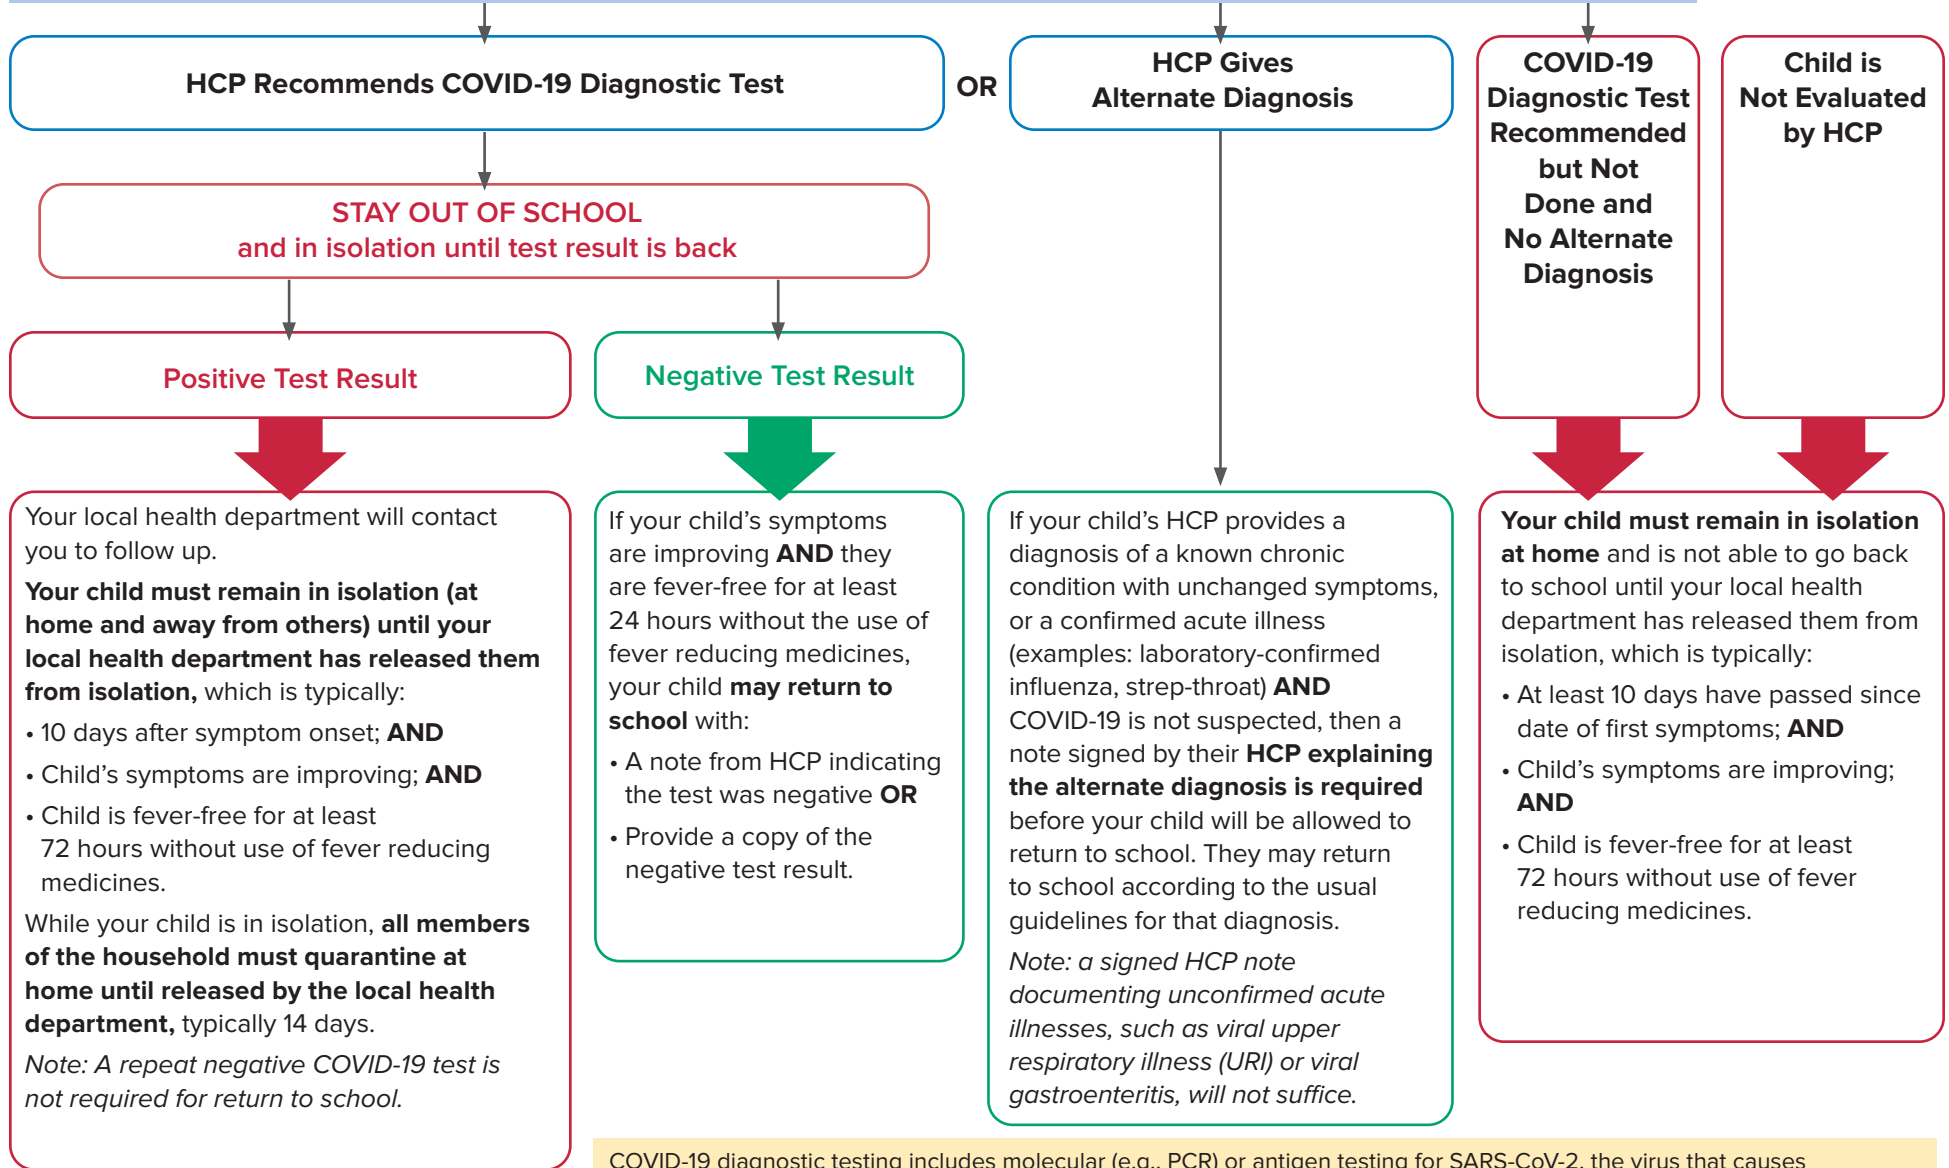 HCP Recommends COVID-19 Diagnostic Test
OR
HCP Gives
Alternate Diagnosis
COVID-19
Diagnostic Test
Recommended
but Not
Done and
No Alternate
Diagnosis
Child is
Not Evaluated
by HCP
STAY OUT OF SCHOOL
and in isolation until test result is back
Positive Test Result
Negative Test Result
Your local health department will contact
you to follow up.
Your child must remain in isolation (at
home and away from others) until your
local health department has released them
from isolation, which is typically:
• 10 days after symptom onset; AND
• Child's symptoms are improving; AND
• Child is fever-free for at least
72 hours without use of fever reducing
medicines.
While your child is in isolation, all members
of the household must quarantine at
home until released by the local health
department, typically 14 days.
Note: A repeat negative COVID-19 test is
not required for return to school.
If your child's symptoms
are improving AND they
are fever-free for at least
24 hours without the use of
fever reducing medicines,
your child may return to
school with:
• A note from HCP indicating
the test was negative OR
• Provide a copy of the
negative test result.
If your child's HCP provides a
diagnosis of a known chronic
condition with unchanged symptoms,
or a confirmed acute illness
(examples: laboratory-confirmed
influenza, strep-throat) AND
COVID-19 is not suspected, then a
note signed by their HCP explaining
the alternate diagnosis is required
before your child will be allowed to
return to school. They may return
to school according to the usual
guidelines for that diagnosis.
Note: a signed HCP note
documenting unconfirmed acute
illnesses, such as viral upper
respiratory illness (URI) or viral
gastroenteritis, will not suffice.
Your child must remain in isolation
at home and is not able to go back
to school until your local health
department has released them from
isolation, which is typically:
• At least 10 days have passed since
date of first symptoms; AND
• Child's symptoms are improving;
AND
• Child is fever-free for at least
72 hours without use of fever
reducing medicines.
COVID-19 diagnostic testing includes molecular (e.g., PCR) or antigen testing for SARS-CoV-2, the virus that causes